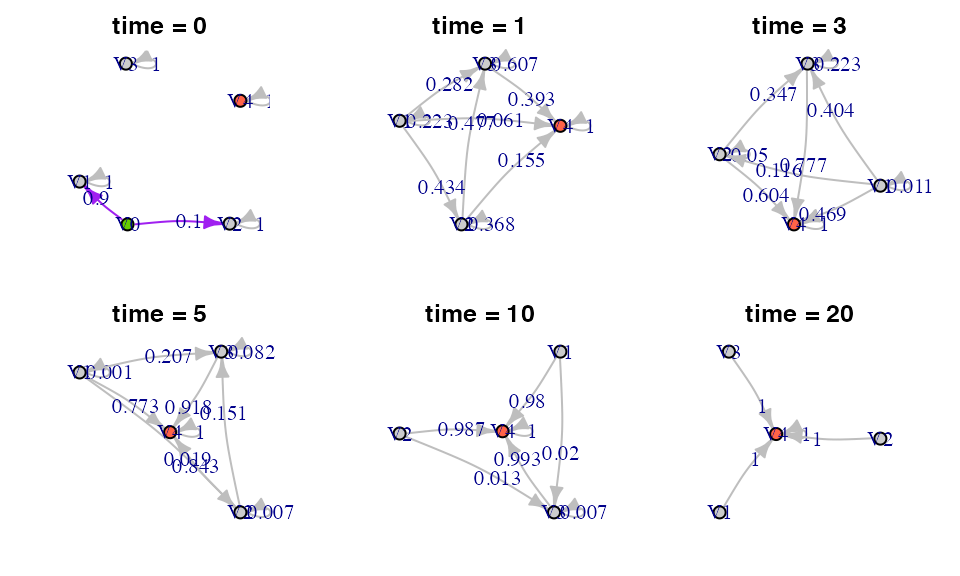 time = 0
V3 1
V4 1
V1 1
0.9
V0 0.1 V2 1
time = 1
V3 0.607
0.282
0.393
V1 0.223 0.477 0.061 V4 1
0.155
0.434
V2 0.368
time = 3
V3 0.223
0.347
0.404
V2 0.05 0.777
0.116
V1 0.011
0.604
0.469
V4 1
time = 5
V3 0.082
0.207
V1 0.001
0.773 0.918
0.151
V4 1
0.019
0.843
V2 0.007
time = 10
V1
0.98
V2 0.987 V4 1
0.993 0.02
0.013
V3 0.007
time = 20
V3
1
V4 1 1 V2
1
V1